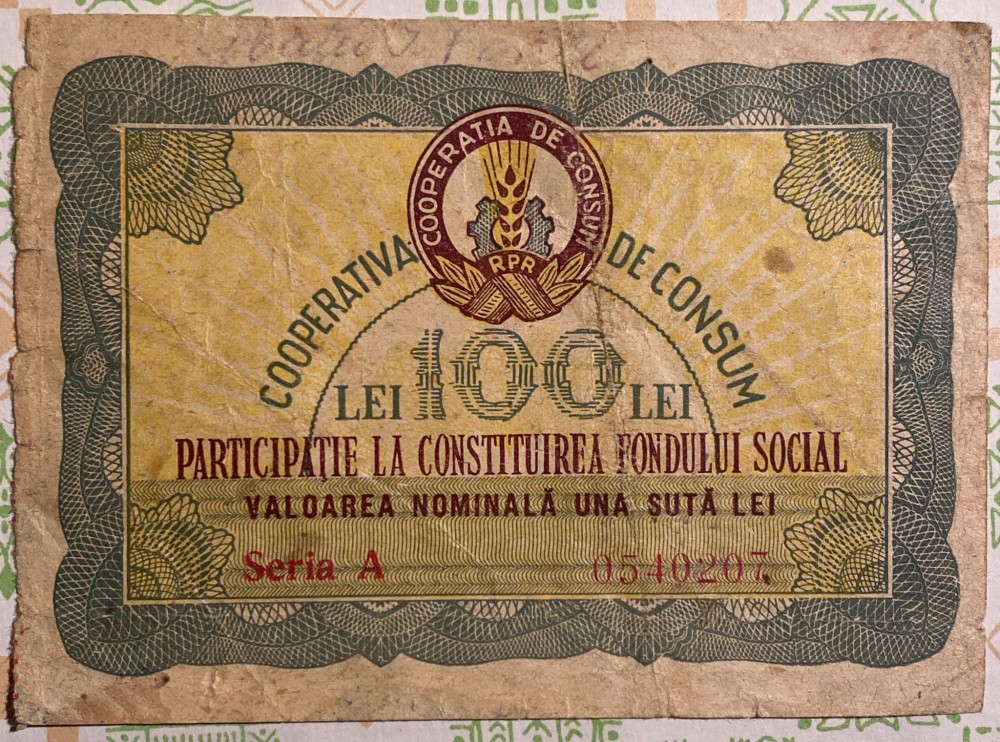 COOPERAȚIA DE CONSUM
RPR
COOPERATIVA DE CONSUM
LEI 100 LEI
PARTICIPAȚIE LA CONSTITUIREA FONDULUI SOCIAL
VALOAREA NOMINALĂ UNA SUTĂ LEI
Seria A 0540207